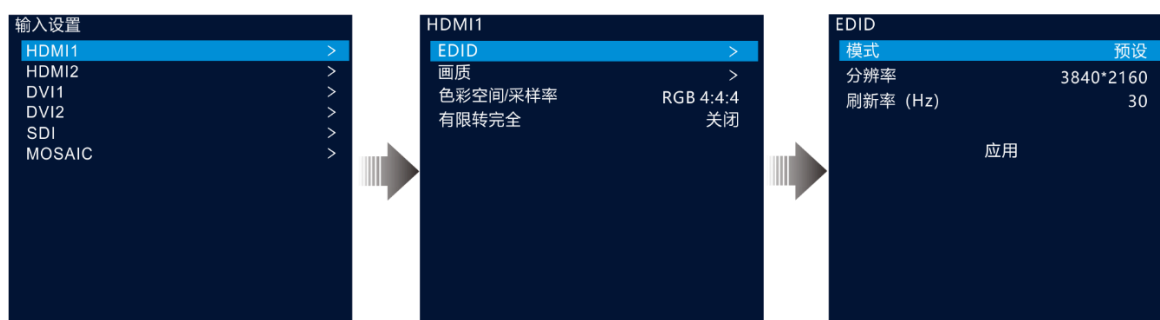 输入设置
HDMI1 >
HDMI2 >
DVI1 >
DVI2 >
SDI >
MOSAIC >
HDMI1
EDID >
画质 >
色彩空间/采样率 RGB 4:4:4
有限转完全 关闭
EDID
模式 预设
分辨率 3840*2160
刷新率 (Hz) 30
应用